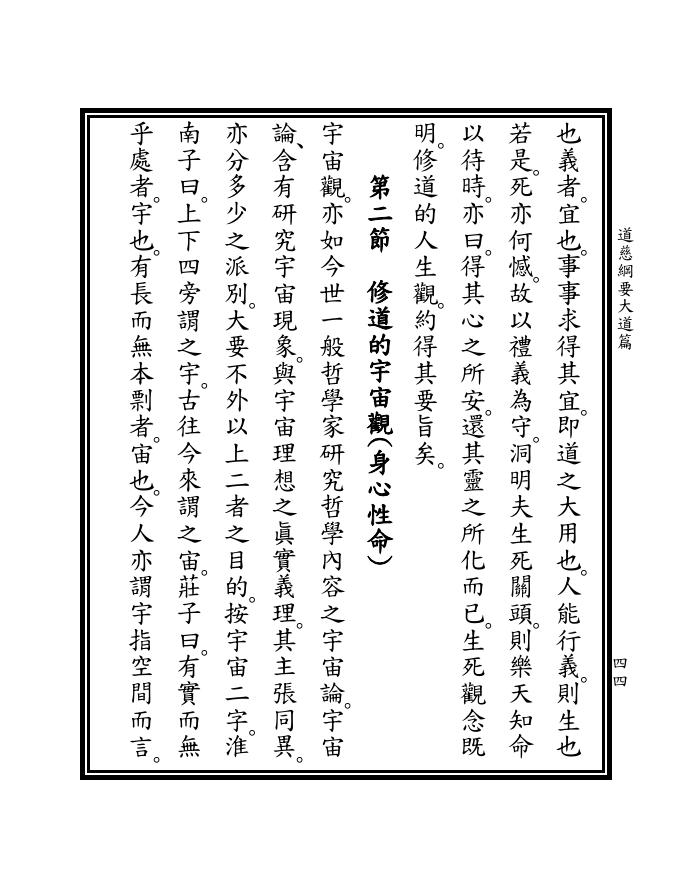 道慈綱要大道篇
四四
也義者。宜也。事事求得其宜。即道之大用也。人能行義。則生也
若是。死亦何憾。故以禮義為守。洞明夫生死關頭。則樂天知命
以待時。亦曰。得其心之所安。還其靈之所化而已。生死觀念既
明。修道的人生觀。約得其要旨矣。
第二節　修道的宇宙觀(身心性命)
宇宙觀。亦如今世一般哲學家研究哲學內容之宇宙論。宇宙
論、含有研究宇宙現象。與宇宙理想之眞實義理。其主張同異。
亦分多少之派別。大要不外以上二者之目的。按宇宙二字。淮
南子曰。上下四旁謂之宇。古往今來謂之宙。莊子曰。有實而無
乎處者。宇也。有長而無本剽者。宙也。今人亦謂宇指空間而言。